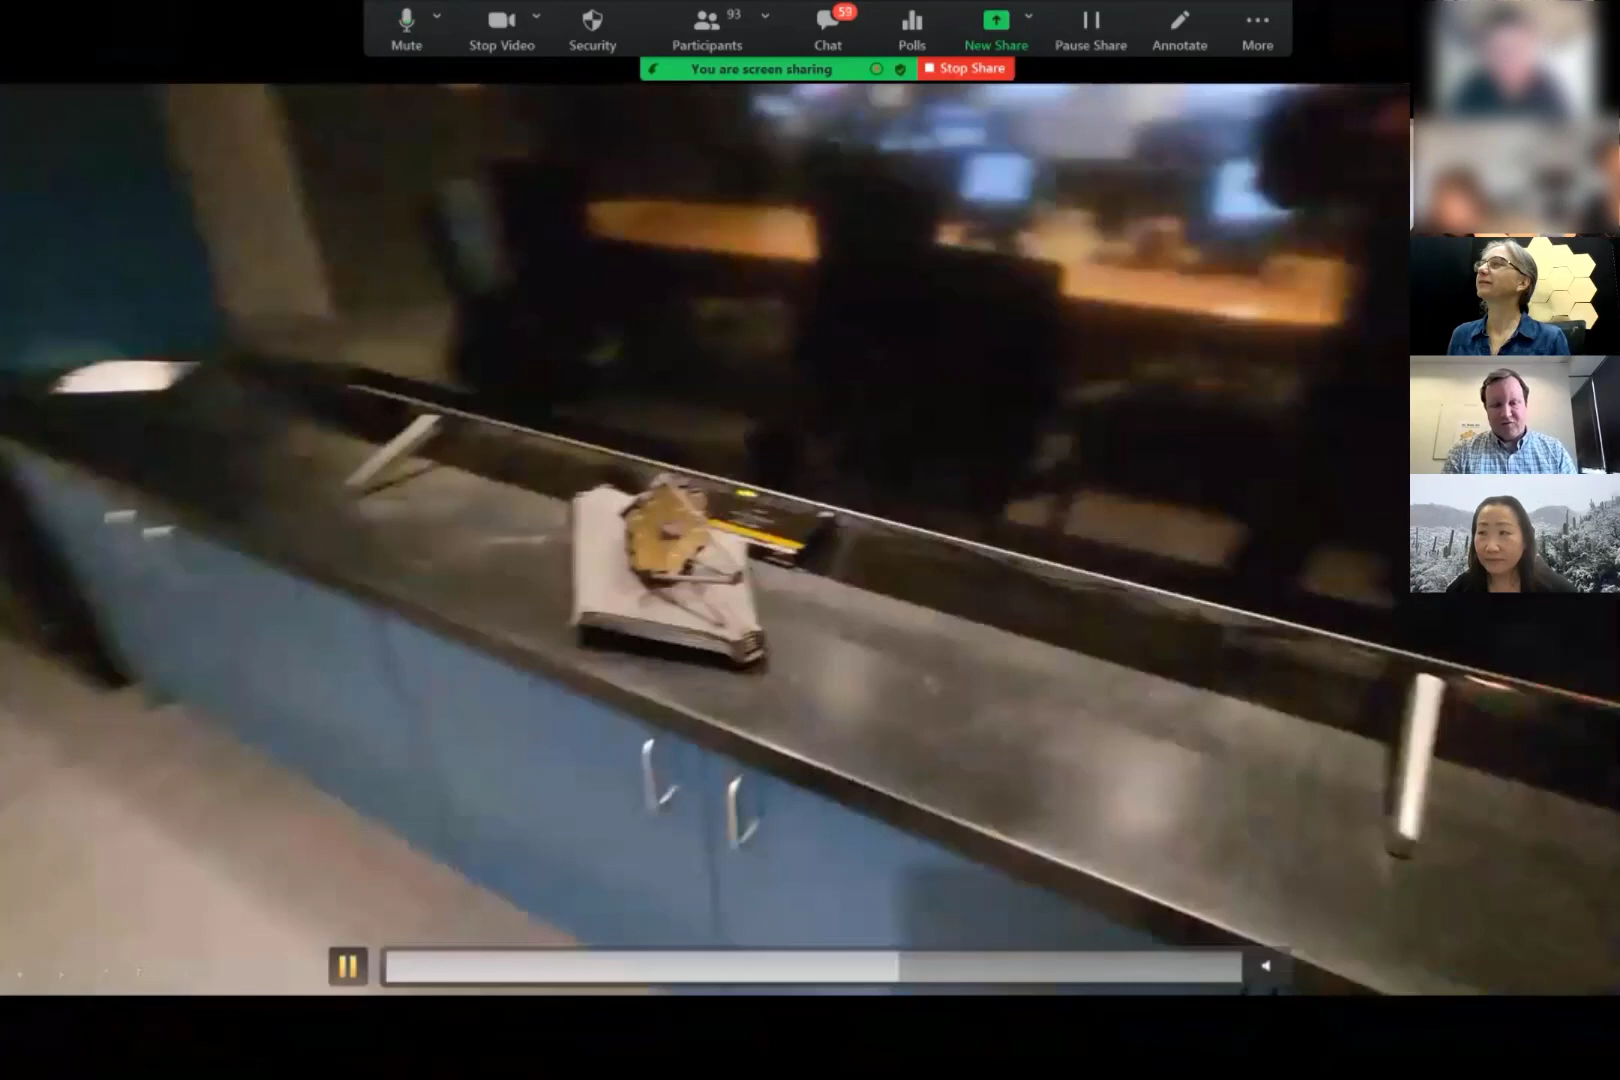 Mute
Stop Video
Security
93
Participants
59
Chat
Polls
New Share
Pause Share
Annotate
More
You are screen sharing
Stop Share